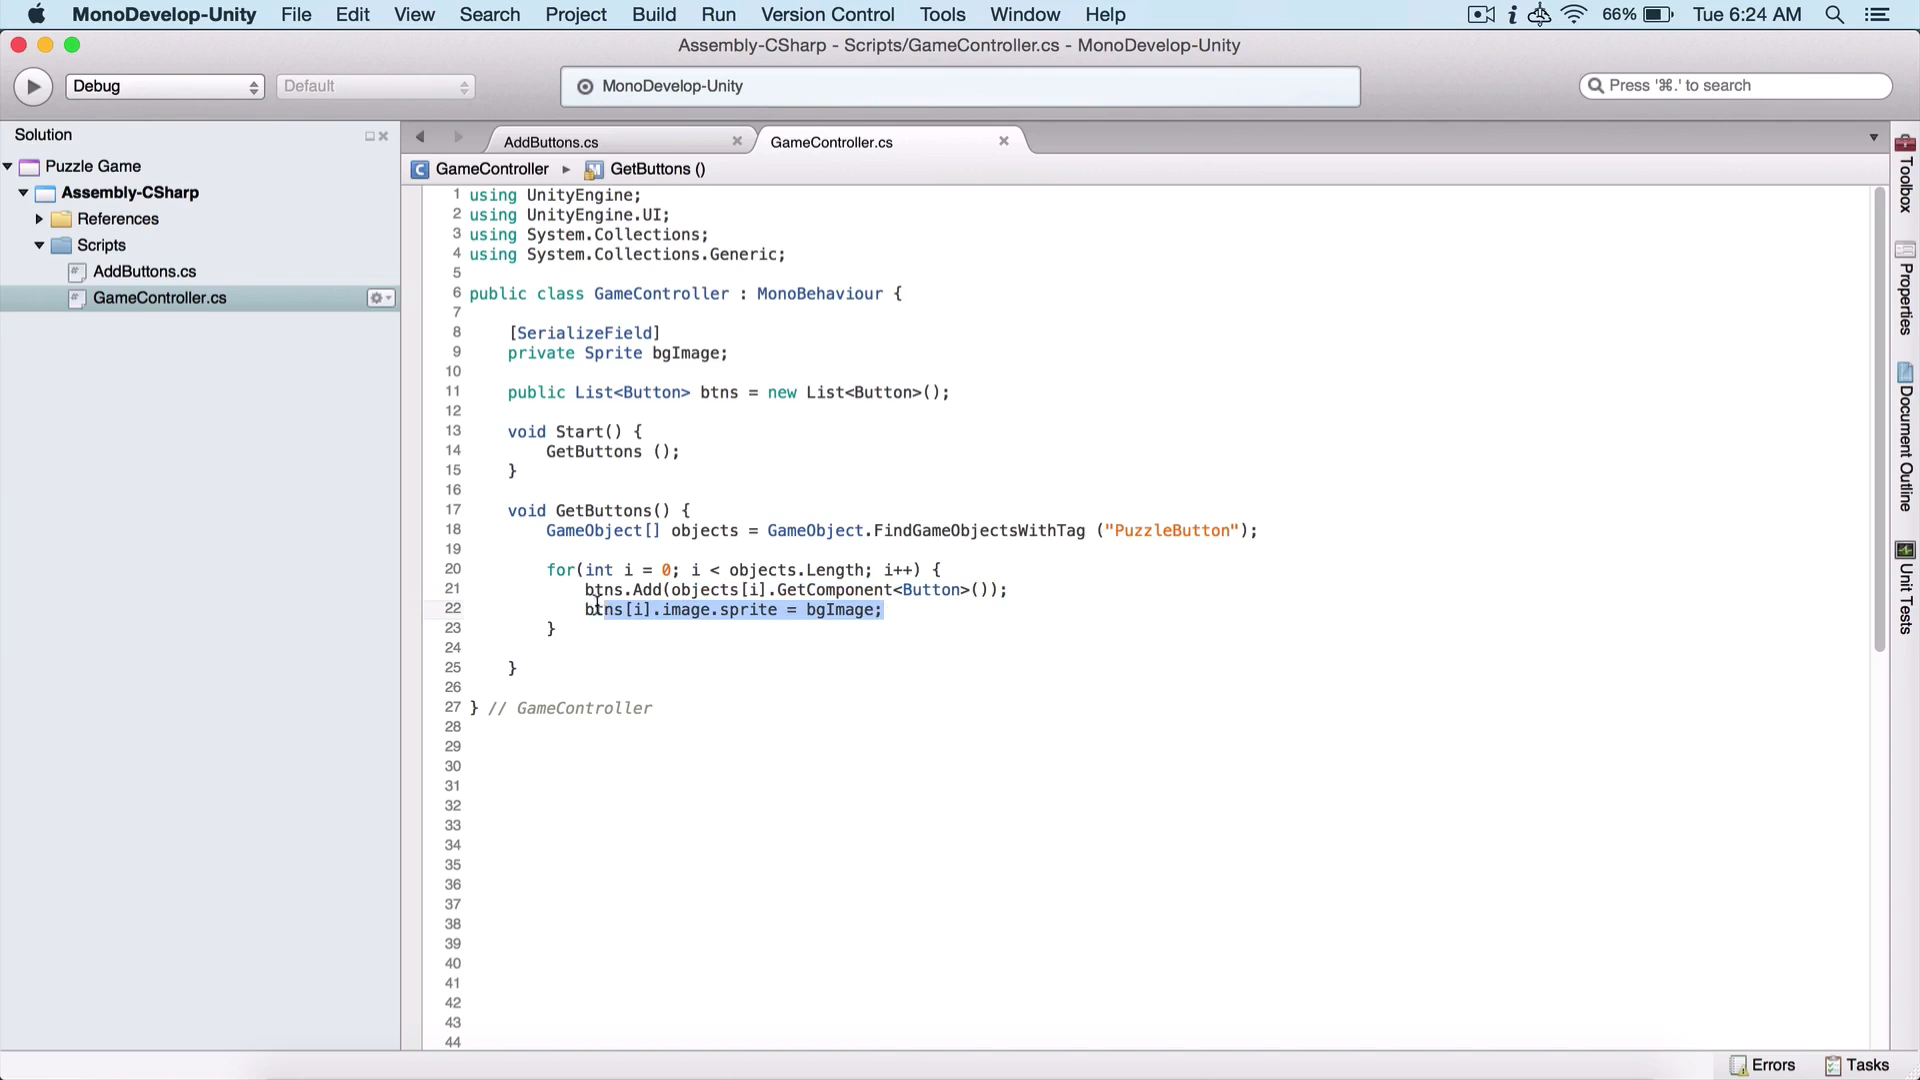 MonoDevelop-Unity File Edit View Search Project Build Run Version Control Tools Window Help 66% Tue 6:24 AM
Assembly-CSharp - Scripts/GameController.cs - MonoDevelop-Unity
Debug Default MonoDevelop-Unity Press '⌘.' to search
Solution
Puzzle Game
Assembly-CSharp
References
Scripts
AddButtons.cs
GameController.cs
AddButtons.cs GameController.cs
GameController GetButtons ()
1 using UnityEngine;
2 using UnityEngine.UI;
3 using System.Collections;
4 using System.Collections.Generic;
5
6 public class GameController : MonoBehaviour {
7
8 [SerializeField]
9 private Sprite bgImage;
10
11 public List<Button> btns = new List<Button>();
12
13 void Start() {
14 GetButtons ();
15 }
16
17 void GetButtons() {
18 GameObject[] objects = GameObject.FindGameObjectsWithTag ("PuzzleButton");
19
20 for(int i = 0; i < objects.Length; i++) {
21 btns.Add(objects[i].GetComponent<Button>());
22 btns[i].image.sprite = bgImage;
23 }
24
25 }
26
27 } // GameController
28
29
30
31
32
33
34
35
36
37
38
39
40
41
42
43
44
Toolbox
Properties
Document Outline
Unit Tests
Errors Tasks